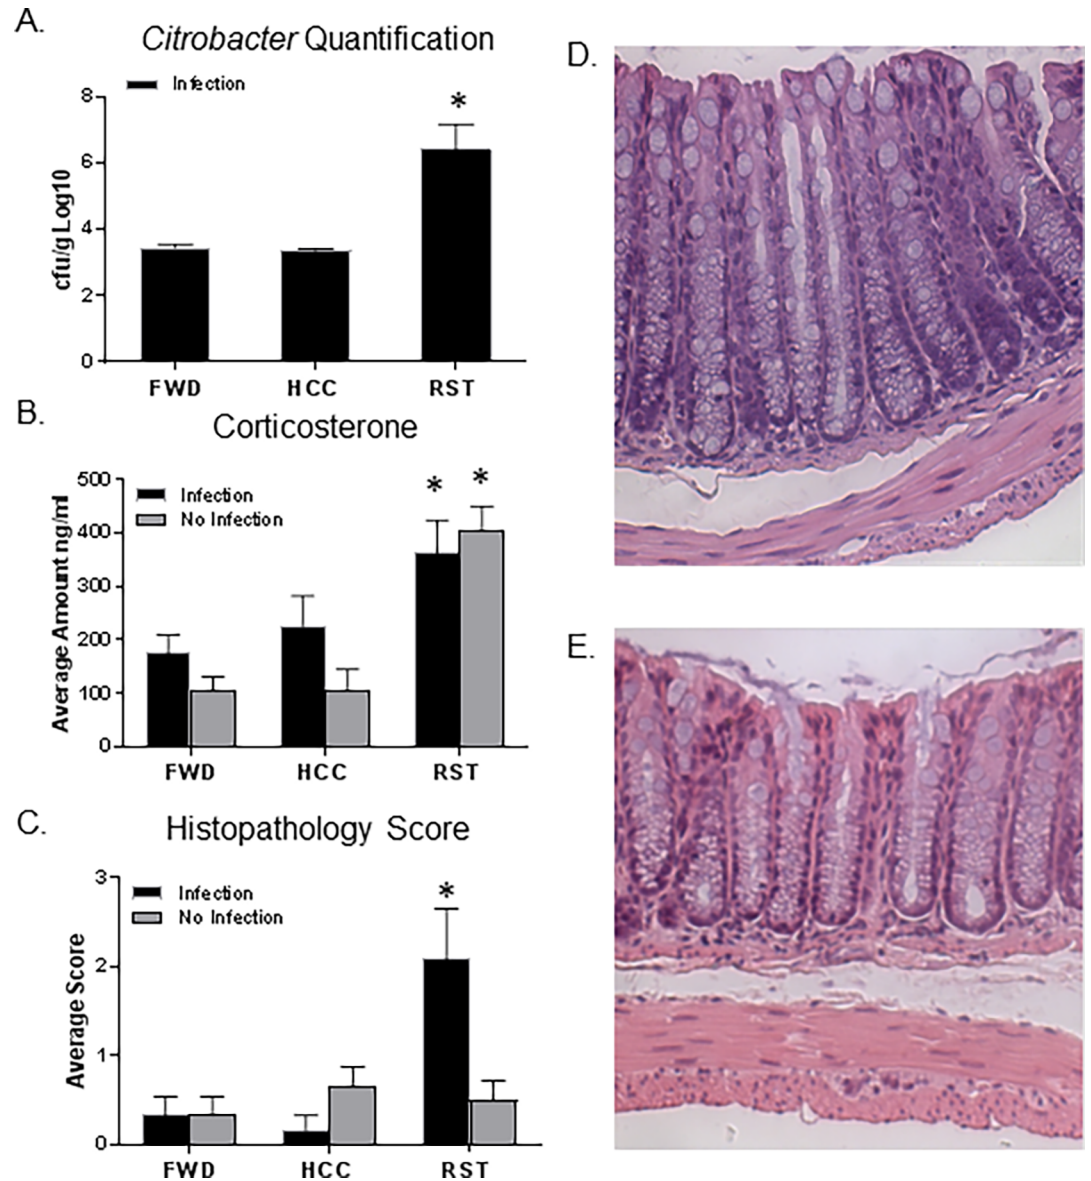 A.
Citrobacter Quantification
Infection
cfu/g Log10
8
6
4
2
0
FWD HCC RST
*
B.
Corticosterone
Infection
No Infection
Average Amount ng/ml
500
400
300
200
100
0
FWD HCC RST
* *
C.
Histopathology Score
Infection
No Infection
Average Score
3
2
1
0
FWD HCC RST
*
D.
E.